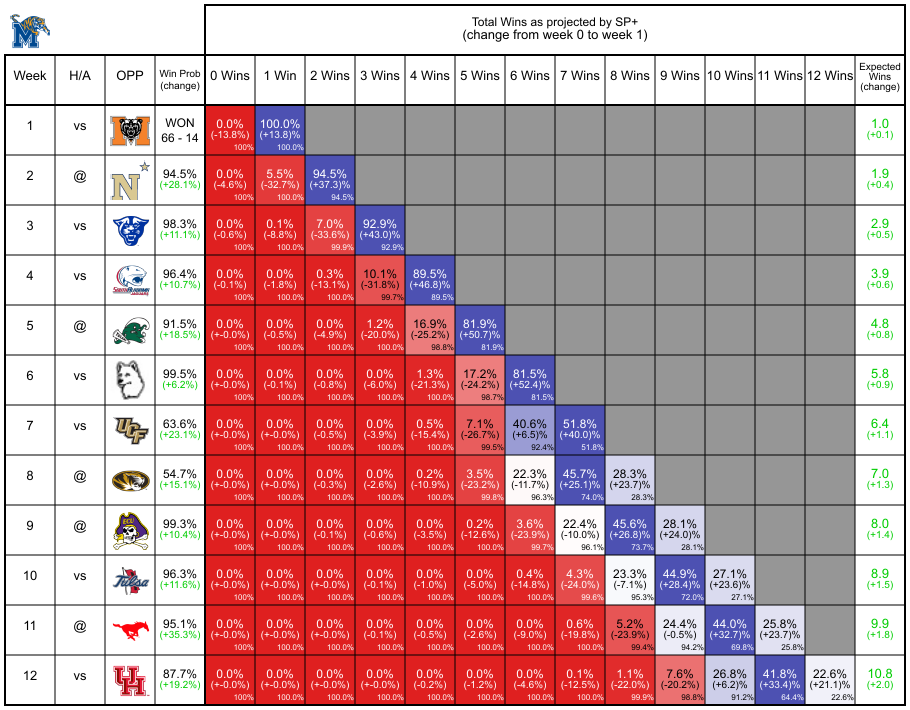 Total Wins as projected by SP+
(change from week 0 to week 1)
Week H/A OPP Win Prob (change) 0 Wins 1 Win 2 Wins 3 Wins 4 Wins 5 Wins 6 Wins 7 Wins 8 Wins 9 Wins 10 Wins 11 Wins 12 Wins Expected Wins (change)
1 vs WON 0.0% 100.0% 1.0
66 - 14 (-13.8%) (+13.8)% (+0.1)
100% 100.0%
2 @ N 94.5% 0.0% 5.5% 94.5% 1.9
(+28.1%) (-4.6%) (-32.7%) (+37.3)% (+0.4)
100% 100.0% 94.5%
3 vs 98.3% 0.0% 0.1% 7.0% 92.9% 2.9
(+11.1%) (-0.6%) (-8.8%) (-33.6%) (+43.0)% (+0.5)
100% 100.0% 99.9% 92.9%
4 vs 96.4% 0.0% 0.0% 0.3% 10.1% 89.5% 3.9
(+10.7%) (-0.1%) (-1.8%) (-13.1%) (-31.8%) (+46.8)% (+0.6)
100% 100.0% 100.0% 99.7% 89.5%
5 @ 91.5% 0.0% 0.0% 0.0% 1.2% 16.9% 81.9% 4.8
(+18.5%) (+-0.0%) (-0.5%) (-4.9%) (-20.0%) (-25.2%) (+50.7)% (+0.8)
100% 100.0% 100.0% 100.0% 98.8% 81.9%
6 vs 99.5% 0.0% 0.0% 0.0% 0.0% 1.3% 17.2% 81.5% 5.8
(+6.2%) (+-0.0%) (-0.1%) (-0.8%) (-6.0%) (-21.3%) (-24.2%) (+52.4)% (+0.9)
100% 100.0% 100.0% 100.0% 100.0% 98.7% 81.5%
7 vs UCF 63.6% 0.0% 0.0% 0.0% 0.0% 0.5% 7.1% 40.6% 51.8% 6.4
(+23.1%) (+-0.0%) (+-0.0%) (-0.5%) (-3.9%) (-15.4%) (-26.7%) (+6.5)% (+40.0)% (+1.1)
100% 100.0% 100.0% 100.0% 100.0% 99.5% 92.4% 51.8%
8 @ 54.7% 0.0% 0.0% 0.0% 0.0% 0.2% 3.5% 22.3% 45.7% 28.3% 7.0
(+15.1%) (+-0.0%) (+-0.0%) (-0.3%) (-2.6%) (-10.9%) (-23.2%) (-11.7%) (+25.1)% (+23.7)% (+1.3)
100% 100.0% 100.0% 100.0% 100.0% 99.8% 96.3% 74.0% 28.3%
9 @ ECU 99.3% 0.0% 0.0% 0.0% 0.0% 0.0% 0.2% 3.6% 22.4% 45.6% 28.1% 8.0
(+10.4%) (+-0.0%) (+-0.0%) (-0.1%) (-0.6%) (-3.5%) (-12.6%) (-23.9%) (-10.0%) (+26.8)% (+24.0)% (+1.4)
100% 100.0% 100.0% 100.0% 100.0% 100.0% 99.7% 96.1% 73.7% 28.1%
10 vs Tulsa 96.3% 0.0% 0.0% 0.0% 0.0% 0.0% 0.0% 0.4% 4.3% 23.3% 44.9% 27.1% 8.9
(+11.6%) (+-0.0%) (+-0.0%) (+-0.0%) (-0.1%) (-1.0%) (-5.0%) (-14.8%) (-24.0%) (-7.1%) (+28.4)% (+23.6)% (+1.5)
100% 100.0% 100.0% 100.0% 100.0% 100.0% 100.0% 99.6% 95.3% 72.0% 27.1%
11 @ 95.1% 0.0% 0.0% 0.0% 0.0% 0.0% 0.0% 0.0% 0.6% 5.2% 24.4% 44.0% 25.8% 9.9
(+35.3%) (+-0.0%) (+-0.0%) (+-0.0%) (-0.1%) (-0.5%) (-2.6%) (-9.0%) (-19.8%) (-23.9%) (-0.5%) (+32.7)% (+23.7)% (+1.8)
100% 100.0% 100.0% 100.0% 100.0% 100.0% 100.0% 100.0% 99.4% 94.2% 69.8% 25.8%
12 vs UH 87.7% 0.0% 0.0% 0.0% 0.0% 0.0% 0.0% 0.0% 0.1% 1.1% 7.6% 26.8% 41.8% 22.6% 10.8
(+19.2%) (+-0.0%) (+-0.0%) (+-0.0%) (+-0.0%) (-0.2%) (-1.2%) (-4.6%) (-12.5%) (-22.0%) (-20.2%) (+6.2)% (+33.4)% (+21.1)% (+2.0)
100% 100.0% 100.0% 100.0% 100.0% 100.0% 100.0% 100.0% 99.9% 98.8% 91.2% 64.4% 22.6%